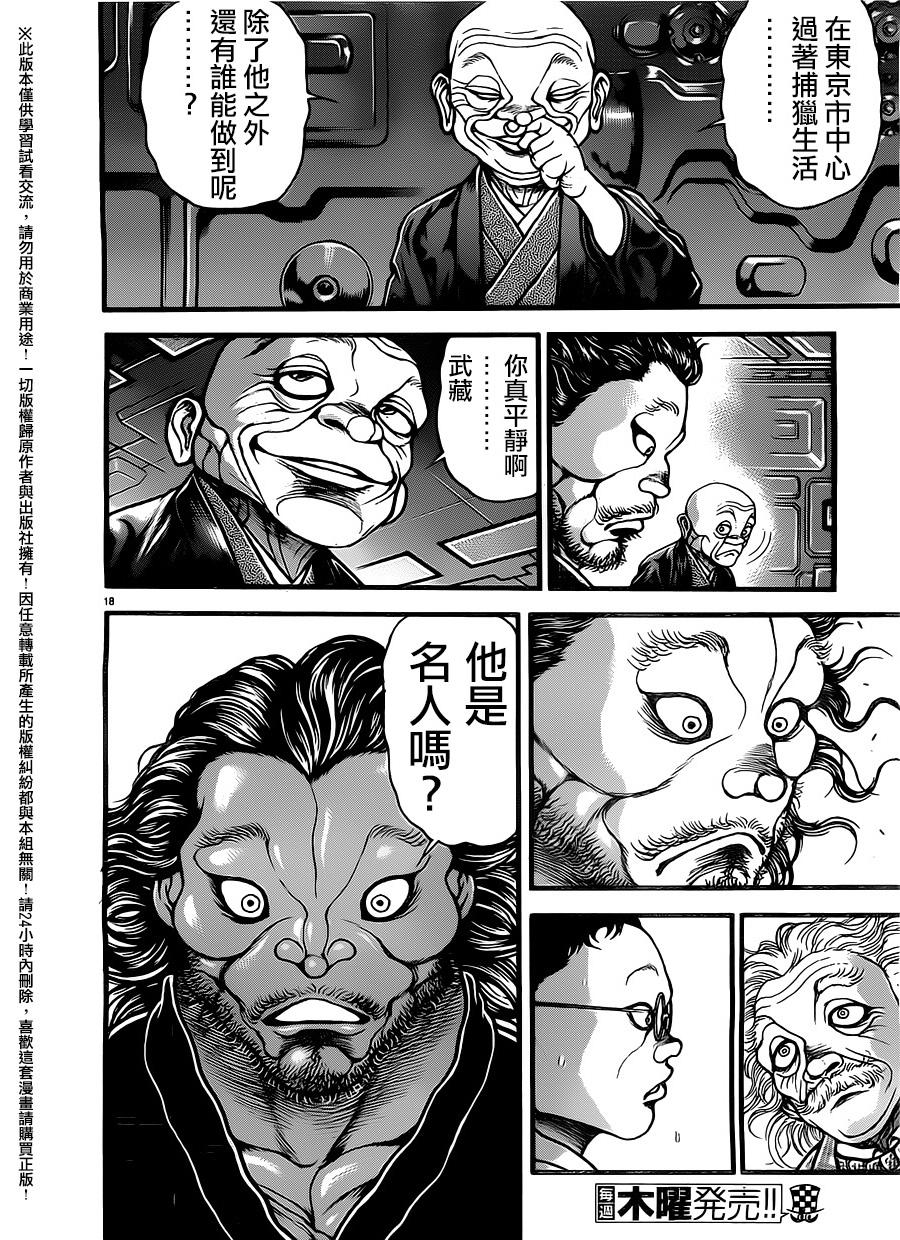 在東京市中心
過著捕獵生活
………
除了他之外
還有誰能做到呢
………?
你真平靜啊
………
武藏
18
他是
名人嗎?
毎週木曜発売!!
※此版本僅供學習試看交流，請勿用於商業用途！一切版權歸原作者與出版社擁有！因任意轉載所產生的版權糾紛都與本組無關！請24小時內刪除，喜歡這套漫畫請購買正版！